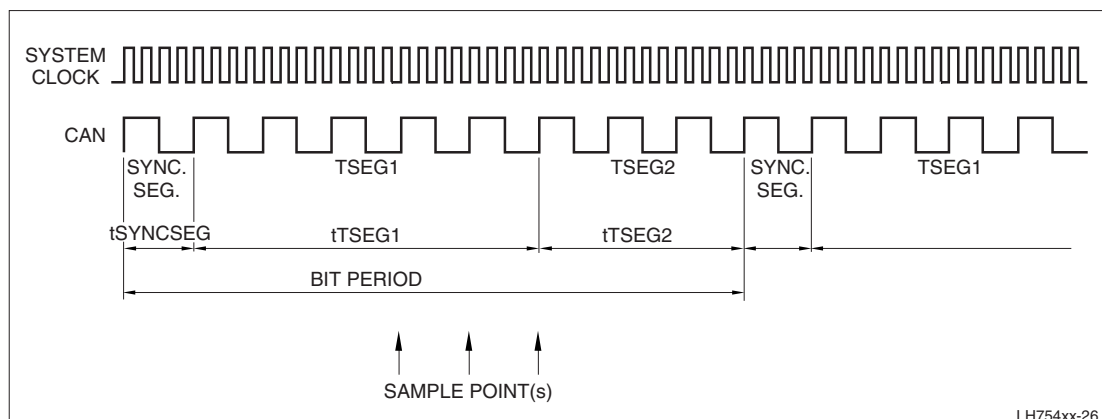 SYSTEM
CLOCK
CAN
SYNC.
SEG.
TSEG1
TSEG2
SYNC.
SEG.
TSEG1
tSYNCSEG
tTSEG1
tTSEG2
BIT PERIOD
SAMPLE POINT(s)
LH754xx-26